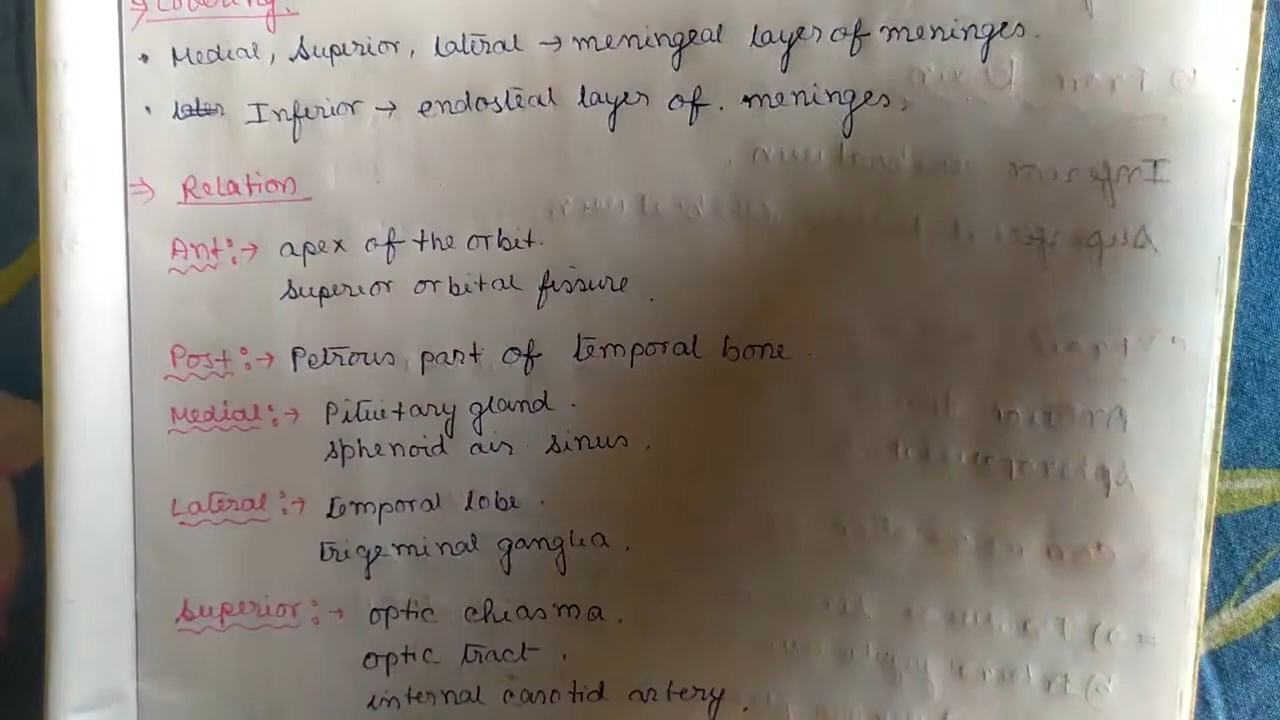 ⇒ Covering.
• Medial, Superior, lateral → meningeal layer of meninges.
• Inferior → endosteal layer of meninges.
⇒ Relation
Ant:→ apex of the orbit.
superior orbital fissure.
Post:→ Petrous part of temporal bone.
Medial:→ Pituitary gland.
sphenoid air sinus.
Lateral:→ temporal lobe.
trigeminal ganglia.
Superior:→ optic chiasma.
optic tract.
internal carotid artery.